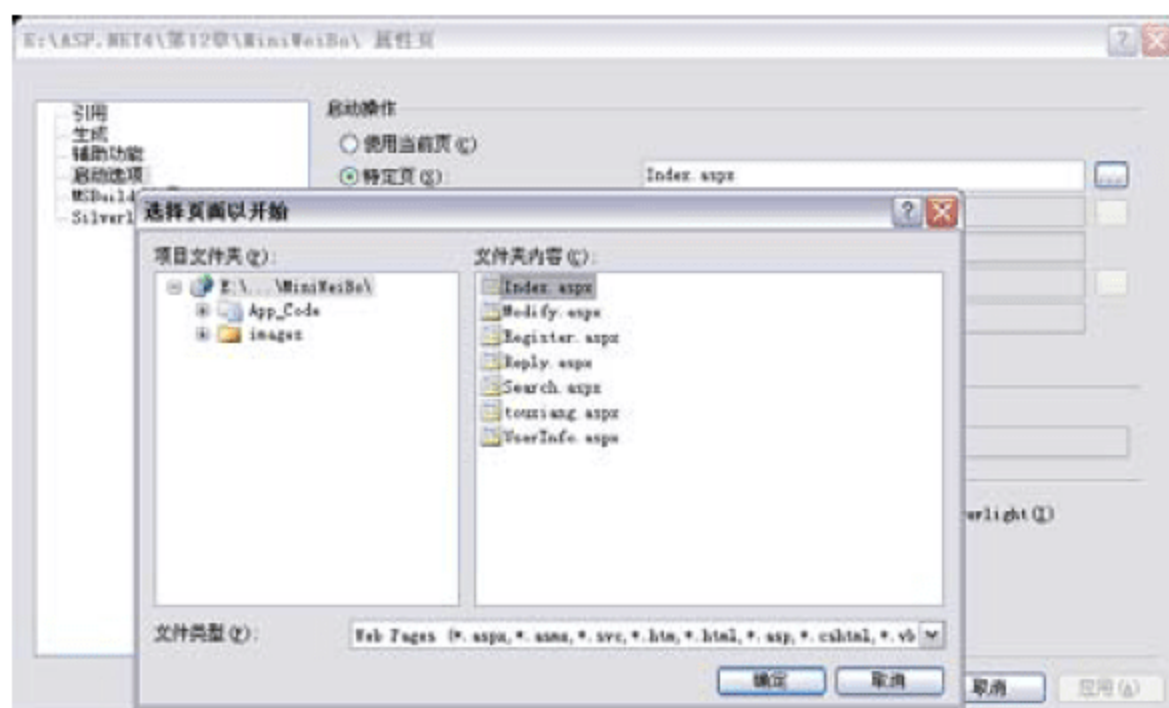 E:\ASP.NET4\第12章\MiniWeiBo\ 属性页
引用
生成
辅助功能
启动选项
MSBuild
Silverl
启动操作
使用当前页(C)
特定页(S):
Index.aspx
...
选择页面以开始
项目文件夹(P):
E:\...\MiniWeiBo\
App_Code
images
文件夹内容(C):
Index.aspx
Modify.aspx
Register.aspx
Reply.aspx
Search.aspx
touxiang.aspx
UserInfo.aspx
erlight(I)
文件类型(F):
Web Pages (*.aspx,*.asmx,*.svc,*.htm,*.html,*.asp,*.cshtml,*.vb
确定
取消
取消
应用(A)